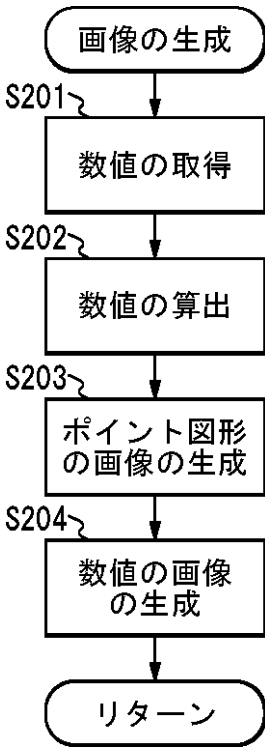 画像の生成
S201
数値の取得
S202
数値の算出
S203
ポイント図形
の画像の生成
S204
数値の画像
の生成
リターン